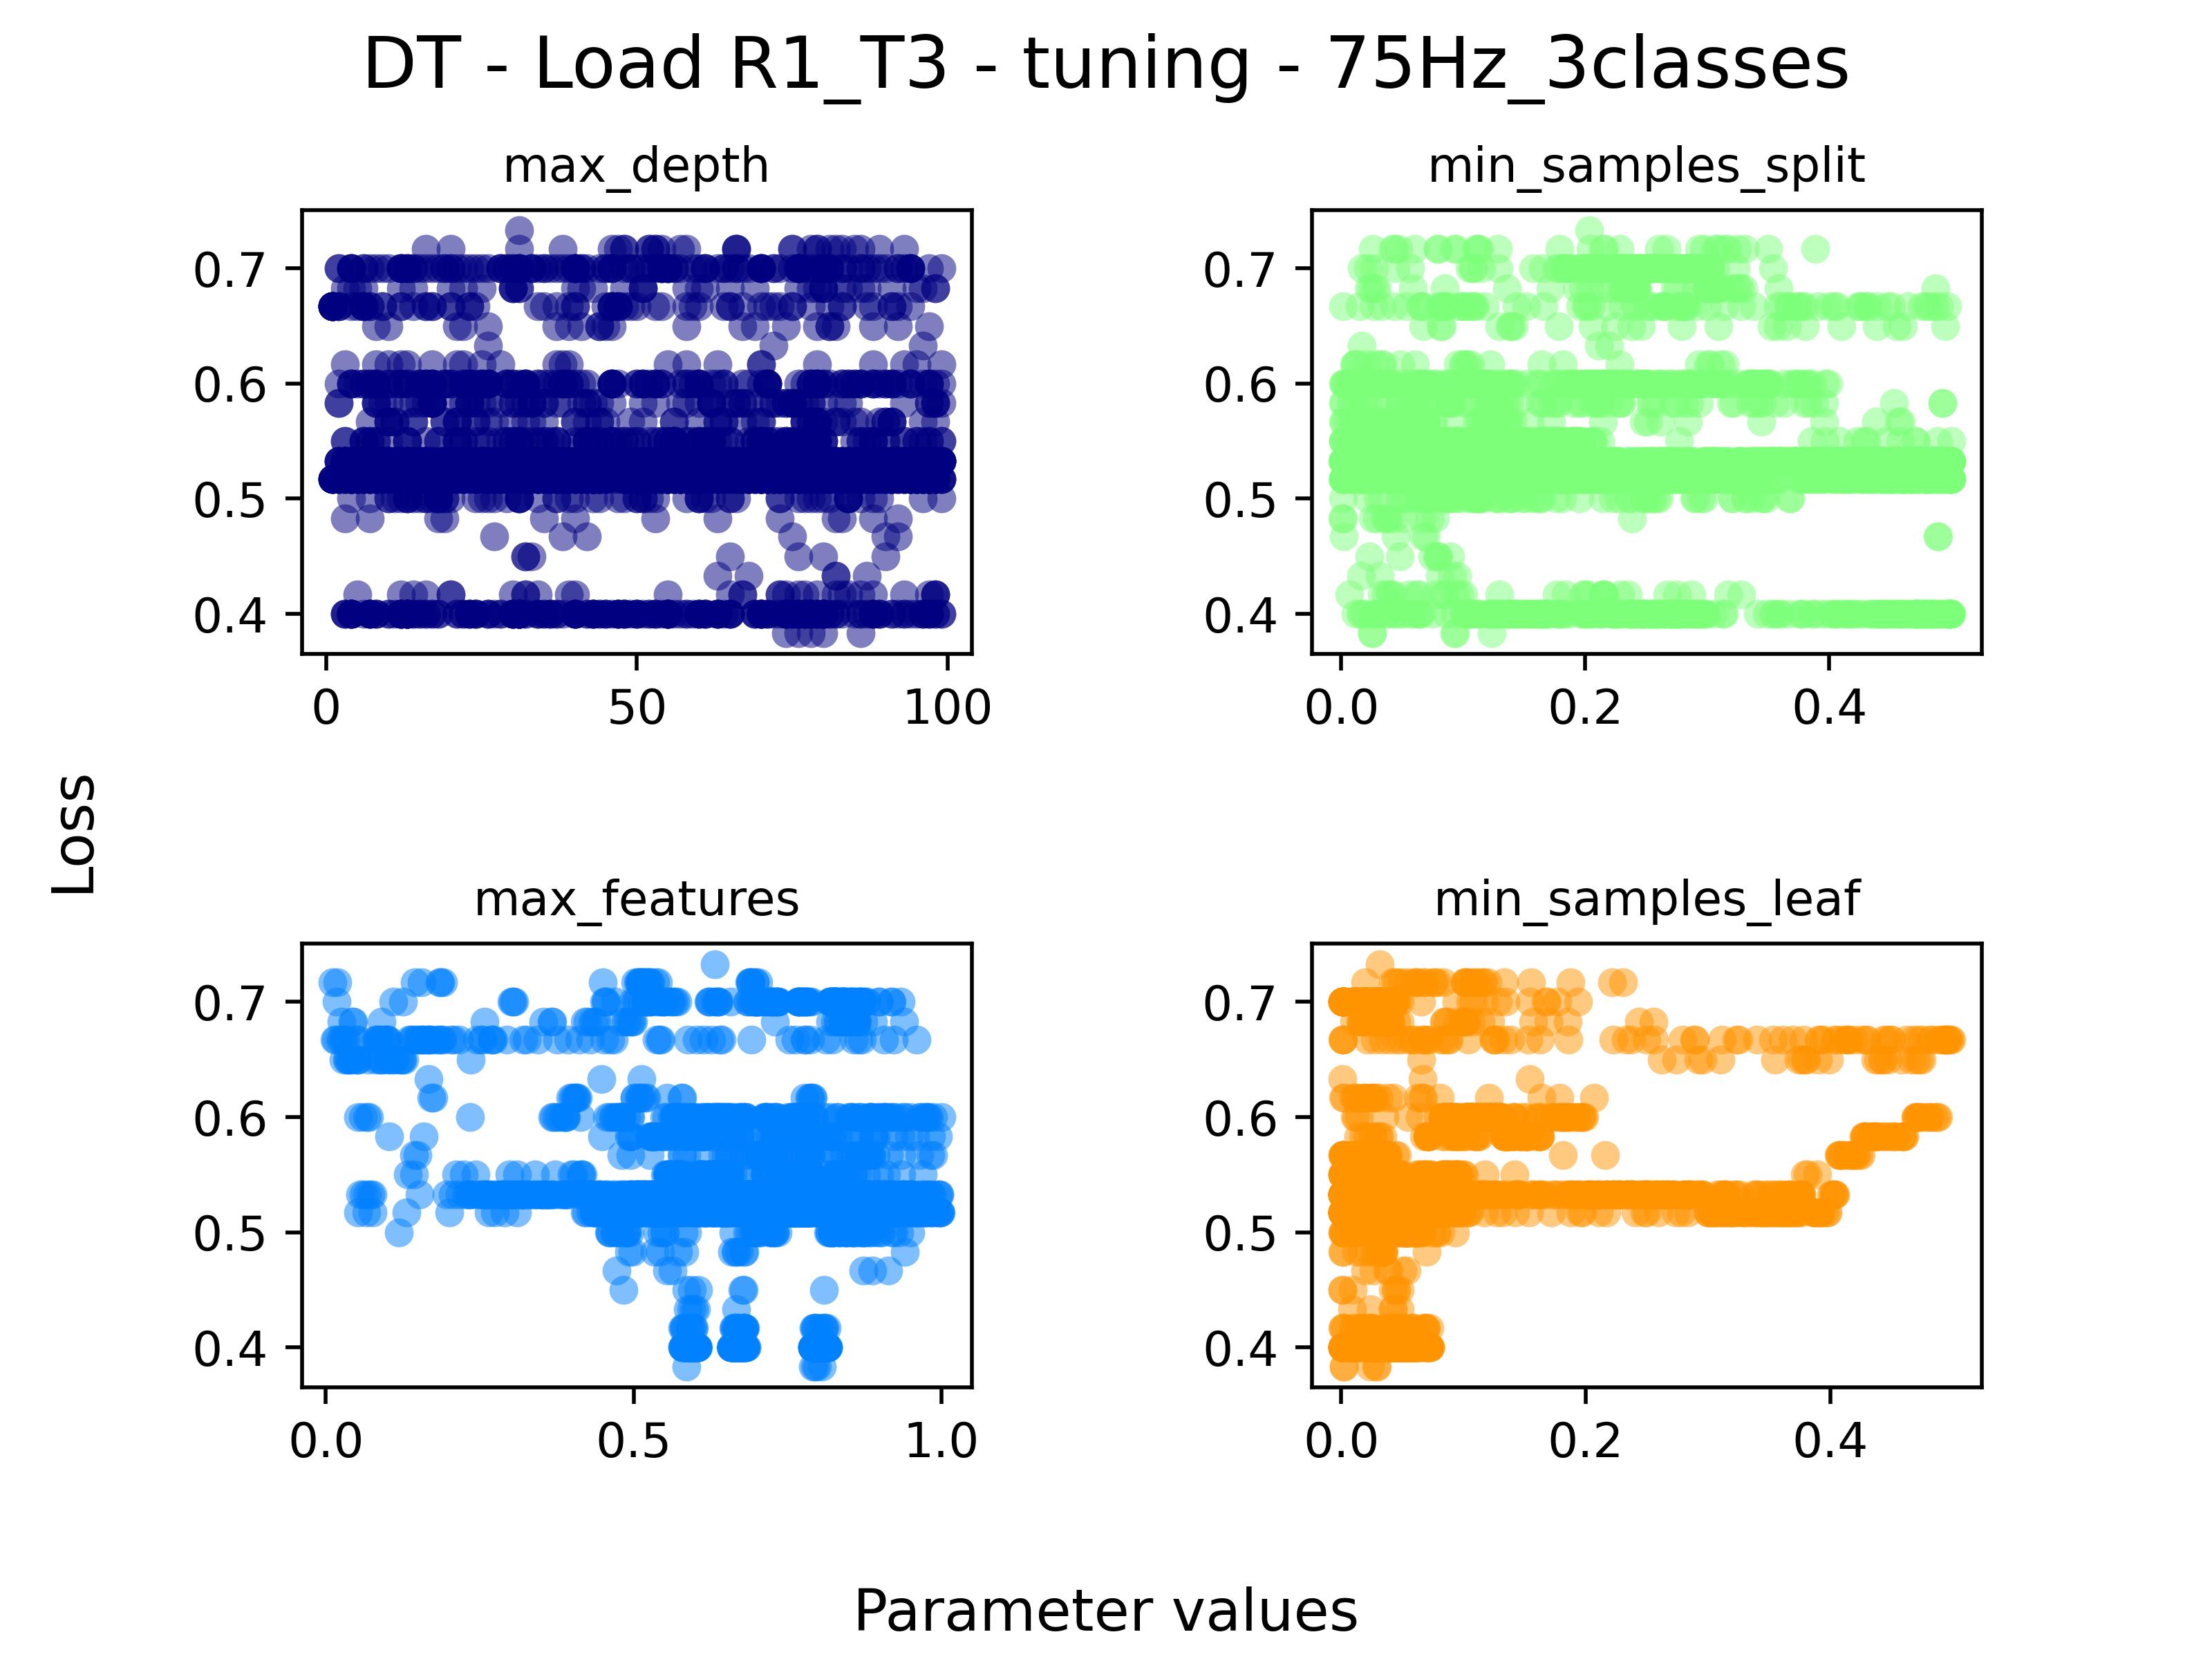 DT - Load R1_T3 - tuning - 75Hz_3classes
max_depth
0.7
0.6
0.5
0.4
0 50 100
min_samples_split
0.7
0.6
0.5
0.4
0.0 0.2 0.4
Loss
max_features
0.7
0.6
0.5
0.4
0.0 0.5 1.0
min_samples_leaf
0.7
0.6
0.5
0.4
0.0 0.2 0.4
Parameter values